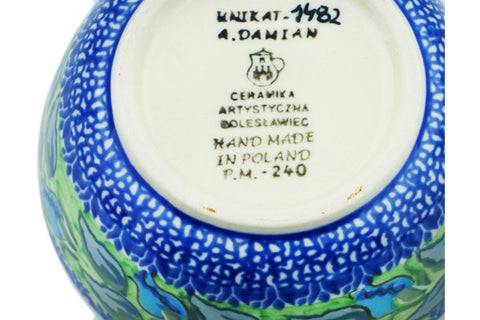 UNIKAT-1482
A.DAMIAN
CERAMIKA
ARTYSTYCZNA
BOLESŁAWIEC
HAND MADE
IN POLAND
P.M.-240